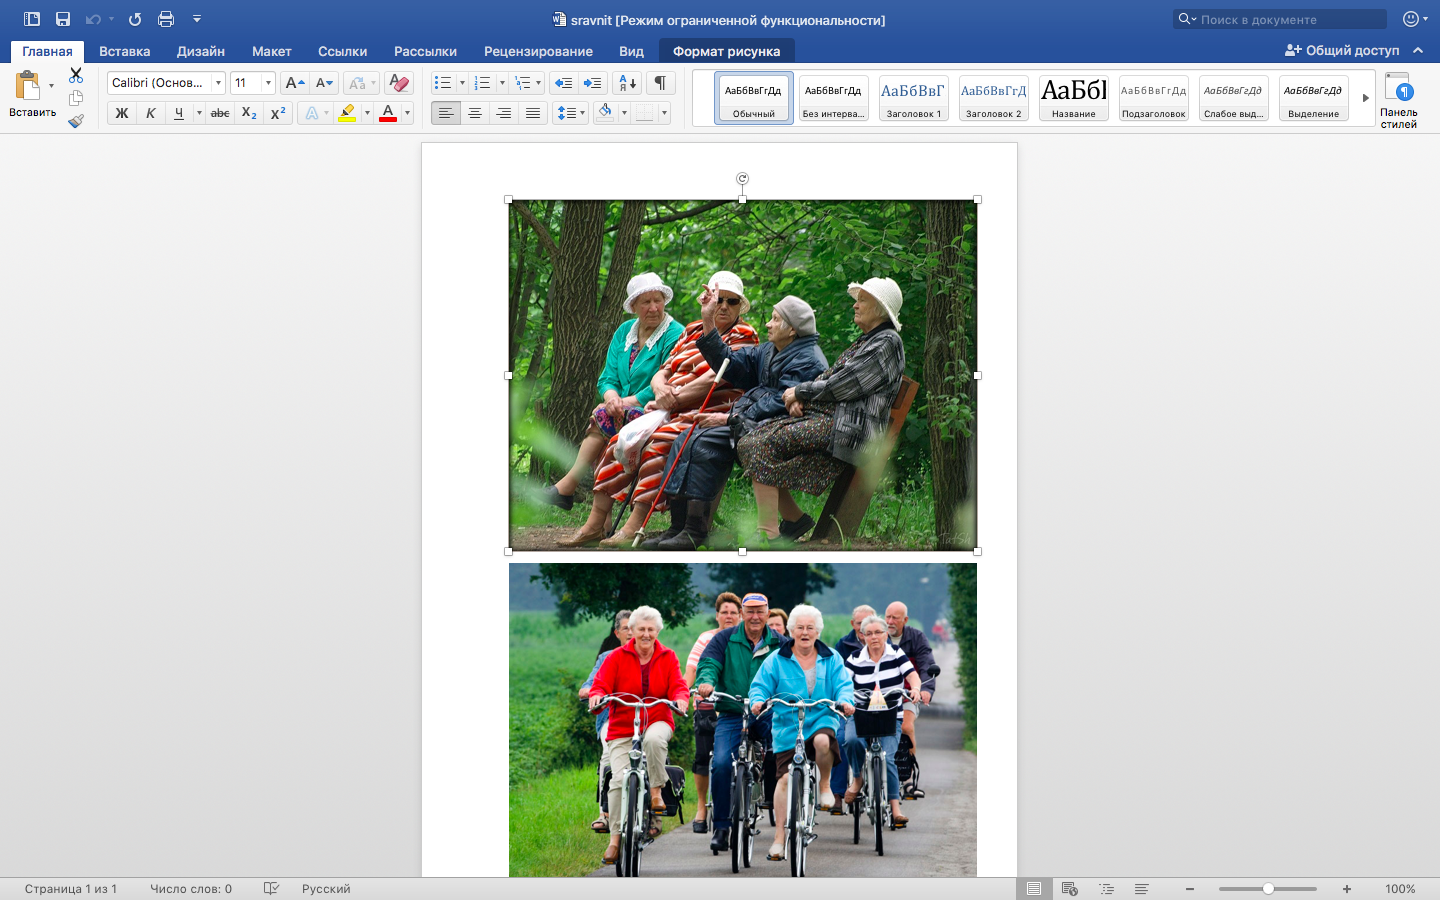 sravnit [Режим ограниченной функциональности]
Поиск в документе
Главная
Вставка
Дизайн
Макет
Ссылки
Рассылки
Рецензирование
Вид
Формат рисунка
Общий доступ
Вставить
Calibri (Основ...
11
Ж К Ч abc X2 X2
АаБбВвГгДд
Обычный
АаБбВвГгДд
Без интерва...
АаБбВвГ
Заголовок 1
АаБбВвГгД
Заголовок 2
АаБбІ
Название
АаБбВвГгДд
Подзаголовок
АаБбВвГгДд
Слабое выд...
АаБбВвГгДд
Выделение
Панель
стилей
Страница 1 из 1
Число слов: 0
Русский
100%